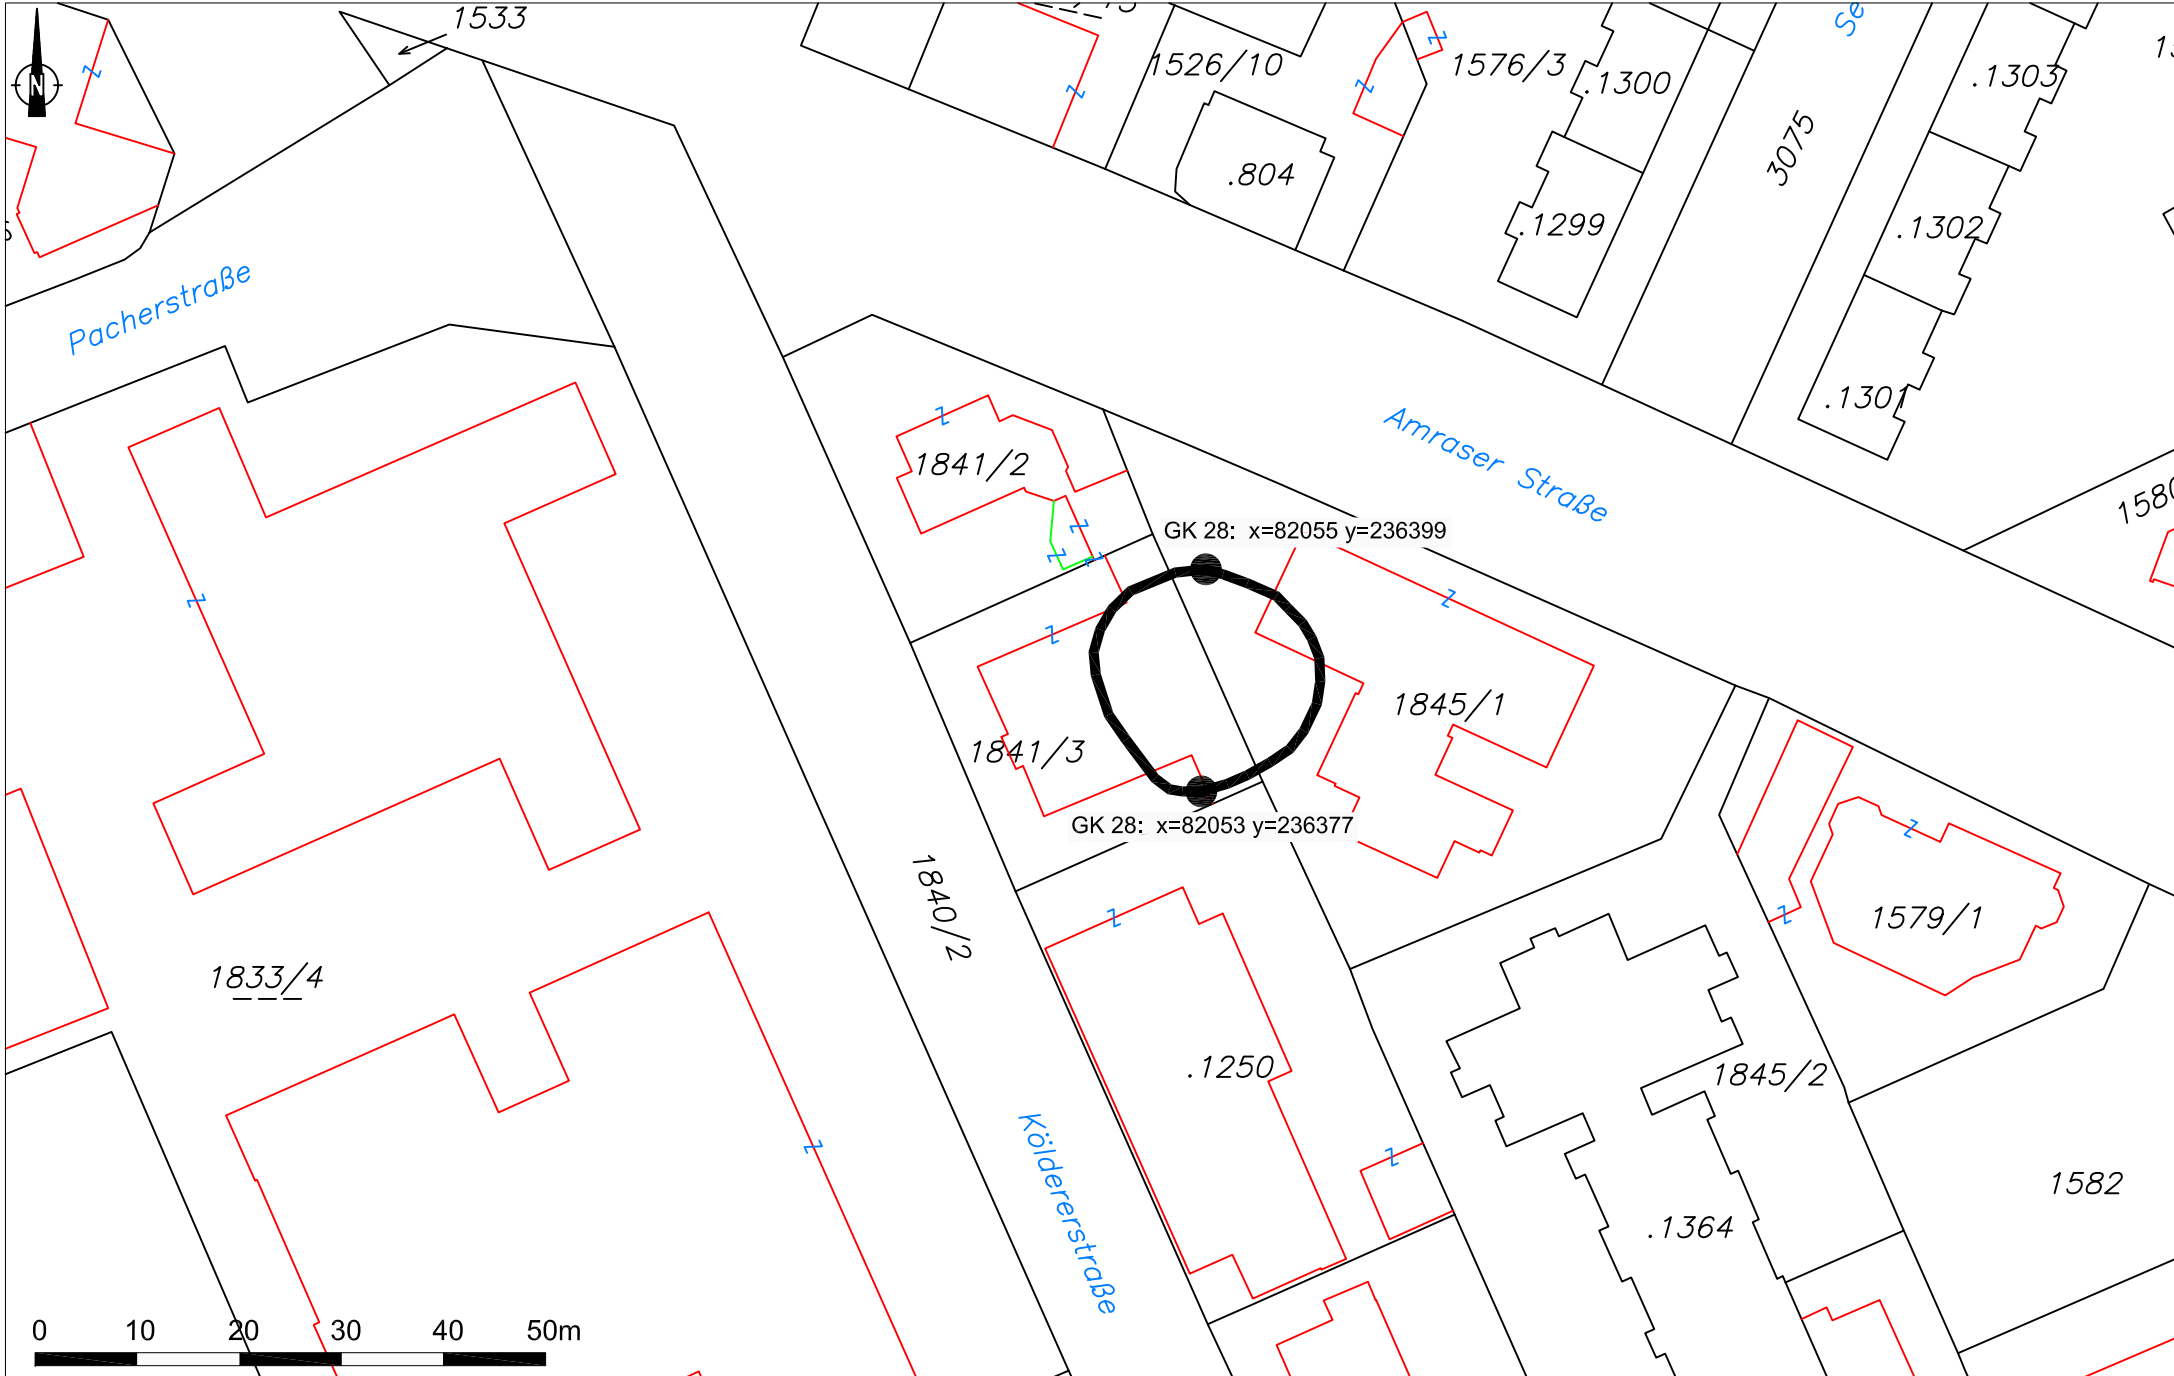 1533
N
1526/10
1576/3
.1300
.1303
3075
.804
.1299
.1302
Pacherstraße
.1301
Amraser Straße
1841/2
GK 28: x=82055 y=236399
1845/1
1841/3
GK 28: x=82053 y=236377
1840/2
1833/4
1579/1
.1250
1845/2
Köldererstraße
1582
.1364
0 10 20 30 40 50m